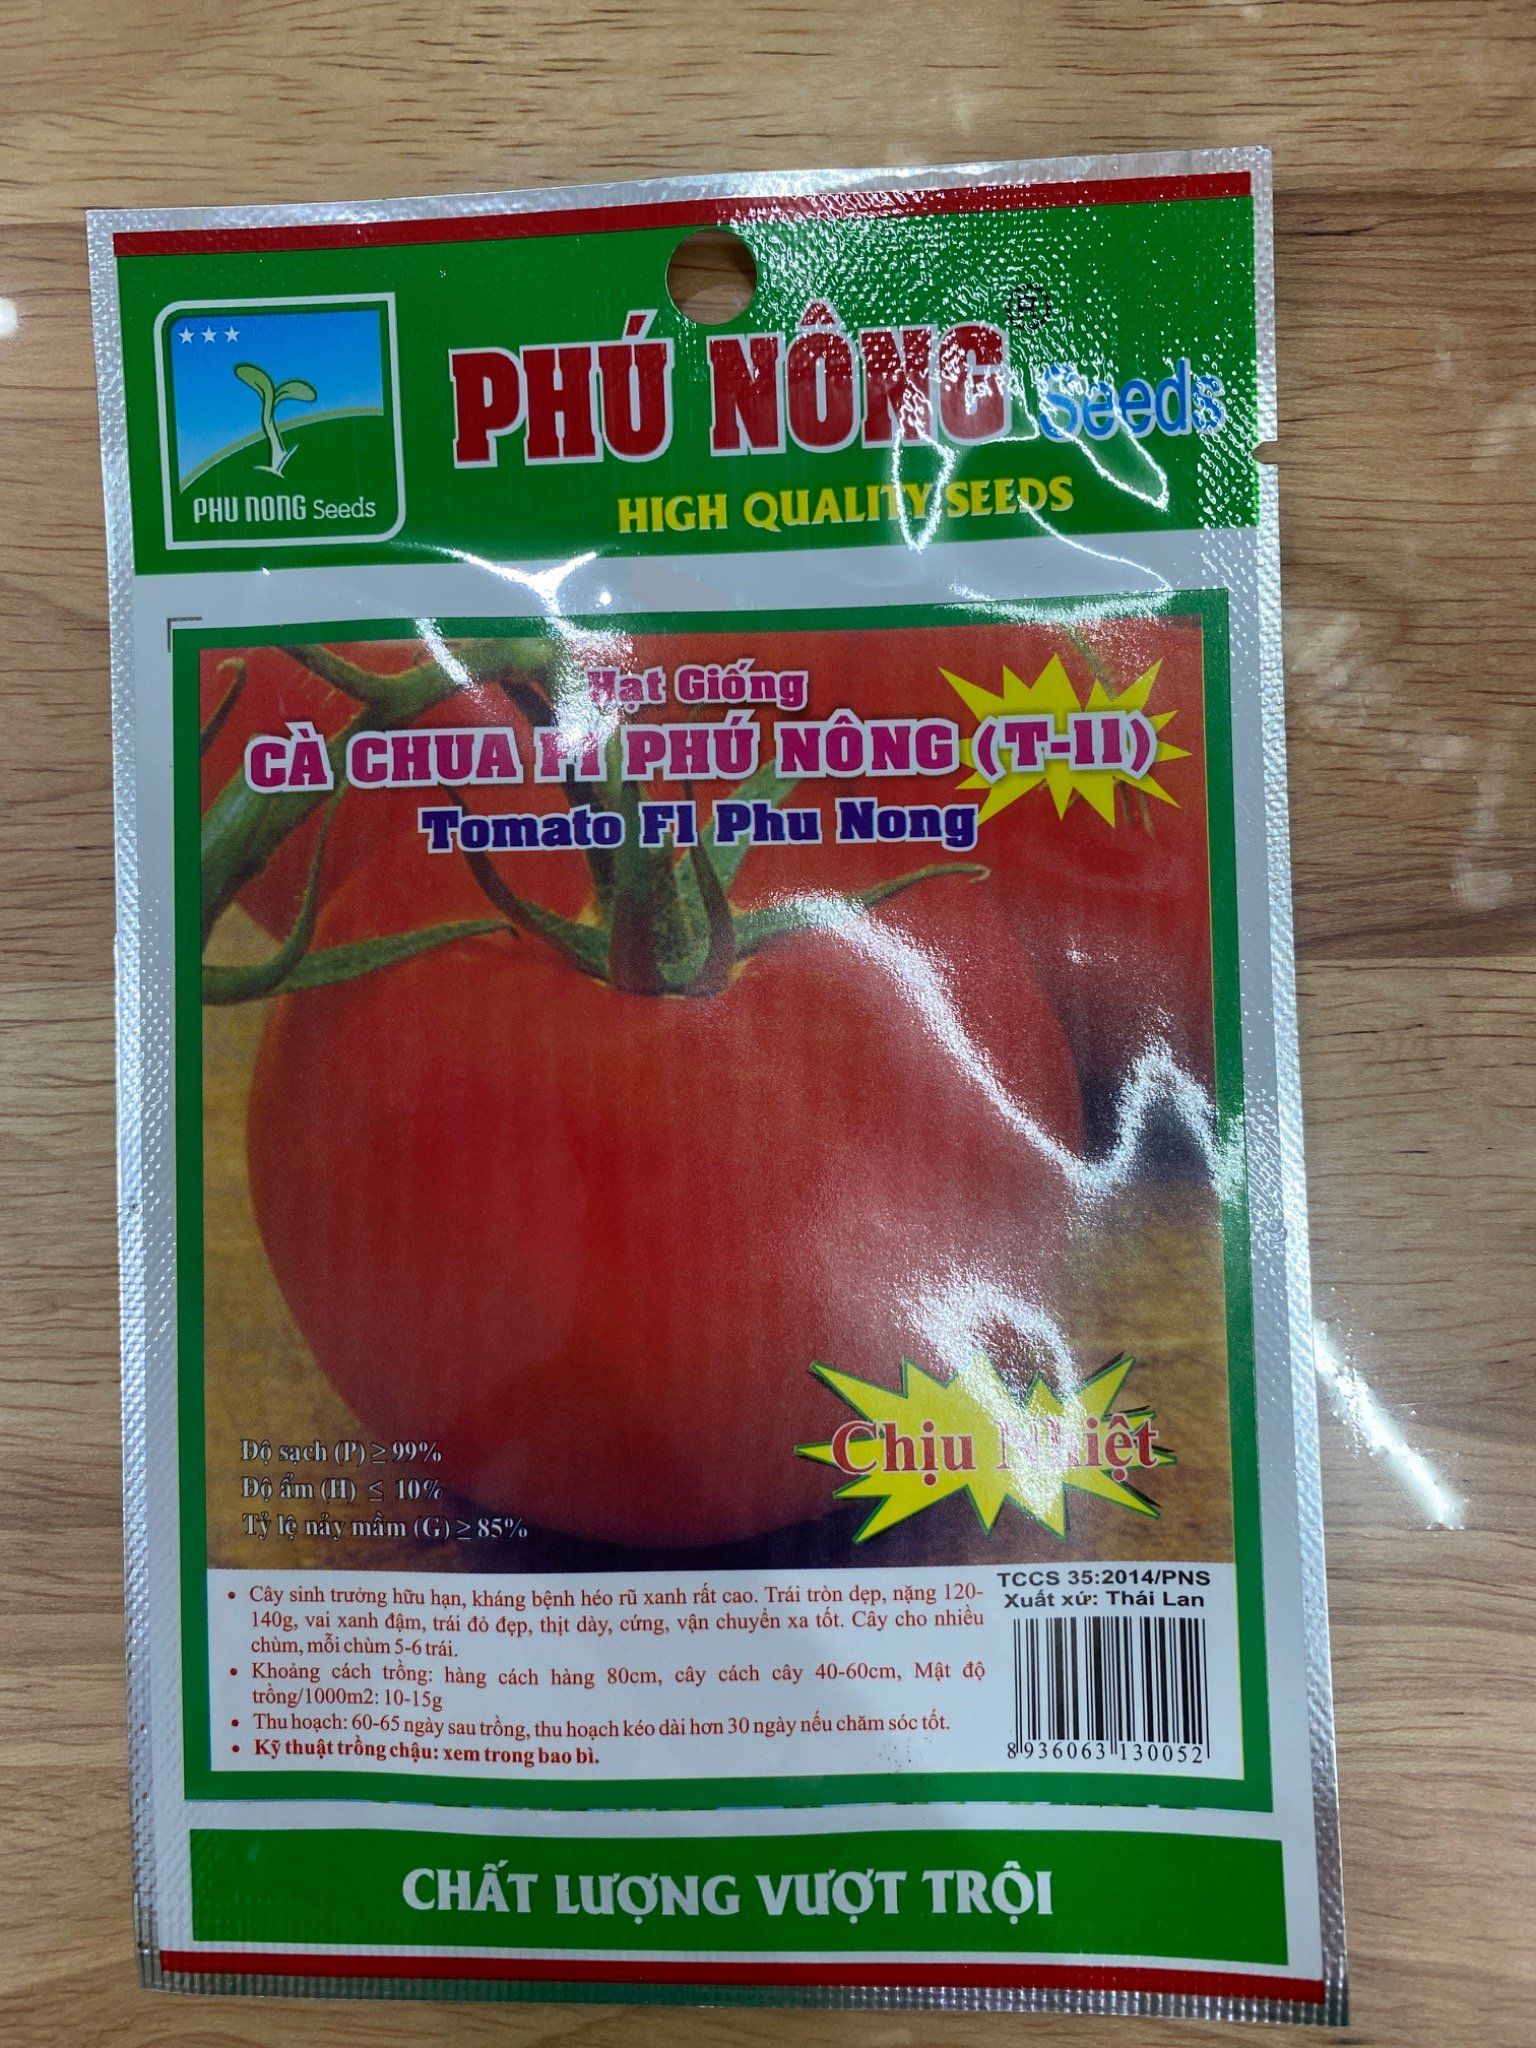 PHÚ NÔNG Seeds
HIGH QUALITY SEEDS
PHU NONG Seeds
Hạt Giống
CÀ CHUA F1 PHÚ NÔNG (T-11)
Tomato F1 Phu Nong
Chịu Nhiệt
Độ sạch (P) ≥ 99%
Độ ẩm (H) ≤ 10%
Tỷ lệ nảy mầm (G) ≥ 85%
• Cây sinh trưởng hữu hạn, kháng bệnh héo rũ xanh rất cao. Trái tròn dẹp, nặng 120-
140g, vai xanh đậm, trái đỏ đẹp, thịt dày, cứng, vận chuyển xa tốt. Cây cho nhiều
chùm, mỗi chùm 5-6 trái.
• Khoảng cách trồng: hàng cách hàng 80cm, cây cách cây 40-60cm, Mật độ
trồng/1000m2: 10-15g
• Thu hoạch: 60-65 ngày sau trồng, thu hoạch kéo dài hơn 30 ngày nếu chăm sóc tốt.
• Kỹ thuật trồng chậu: xem trong bao bì.
TCCS 35:2014/PNS
Xuất xứ: Thái Lan
8 936063 130052
CHẤT LƯỢNG VƯỢT TRỘI